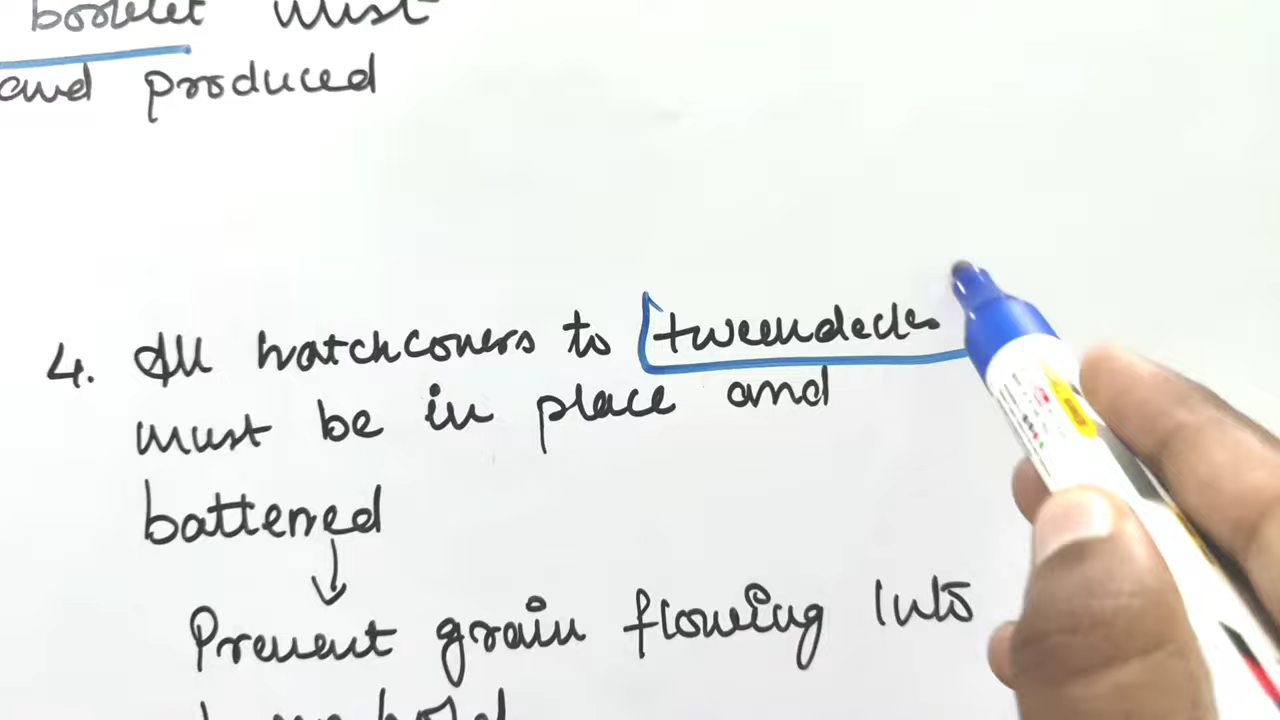 booklet must
and produced
4. All hatchcovers to tweendecks
must be in place and
battened
Prevent grain flowing into
hold